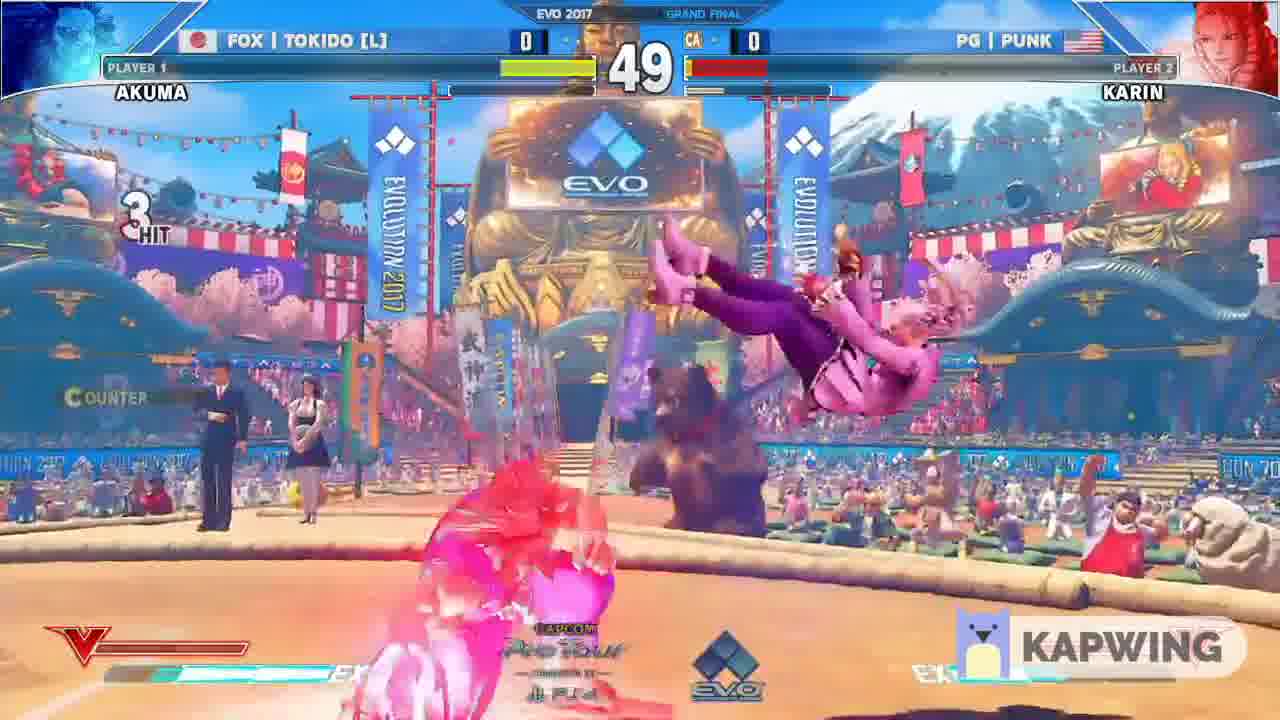 EVO 2017
GRAND FINAL
FOX | TOKIDO [L]
0
49
CA
0
PG | PUNK
PLAYER 1
PLAYER 2
AKUMA
KARIN
EVO
EVOLUTION 2017
EVOLUTION
3
HIT
COUNTER
V
EX
EX
CAPCOM
Pro Tour
EVO
KAPWING